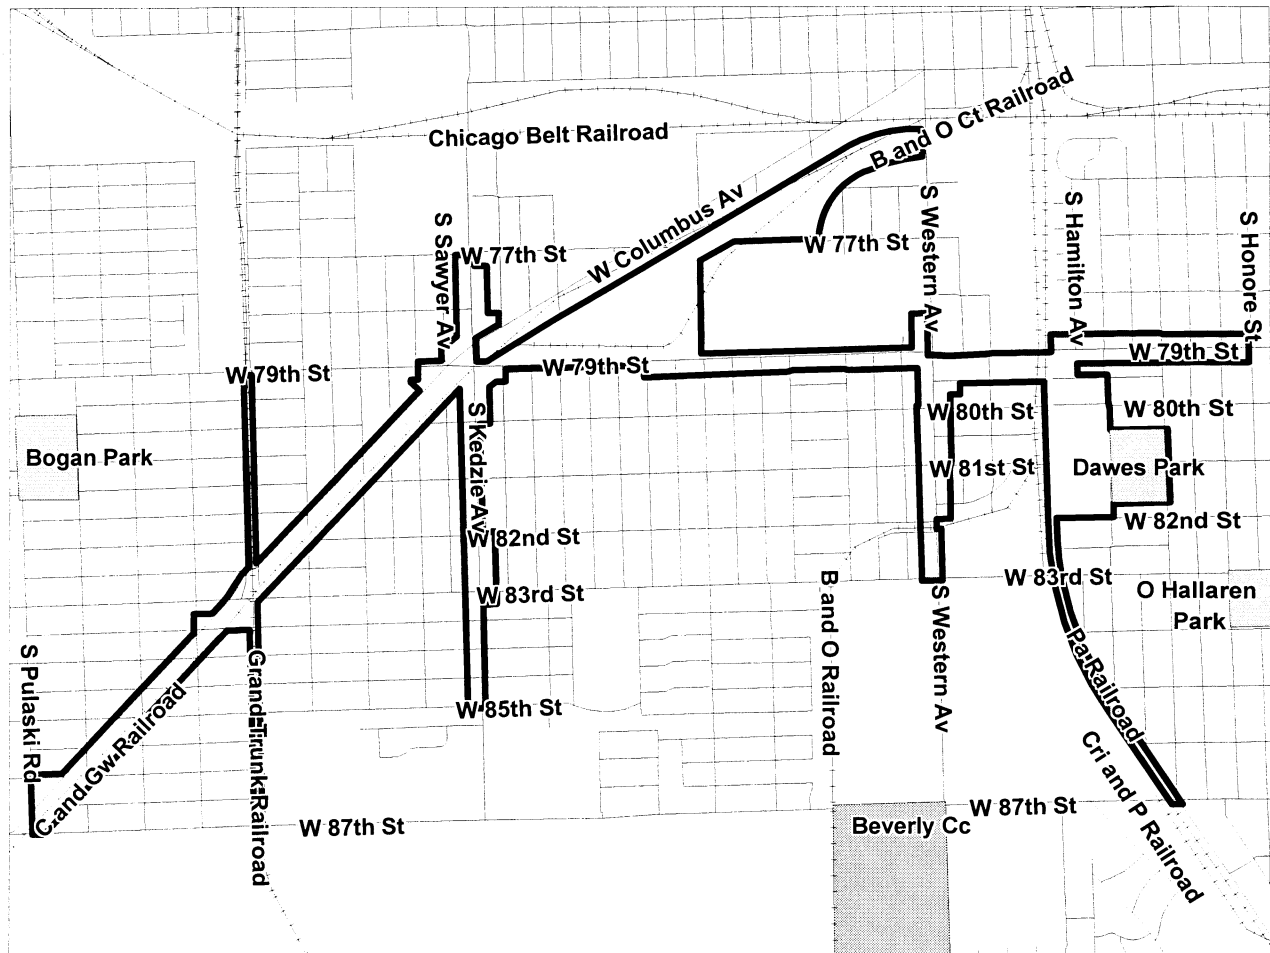 B and O Ct Railroad
Chicago Belt Railroad
W Columbus Av
S Western Av
S Hamilton Av
S Honore St
S Sawyer Av
W 77th St
W 77th St
W 79th St
W 79th St
W 79th St
S Kedzie Av
W 80th St
W 80th St
Bogan Park
W 81st St
Dawes Park
W 82nd St
W 82nd St
W 83rd St
W 83rd St
O Hallaren
Park
B and O Railroad
S Western Av
Pa Railroad
S Pulaski Rd
Grand Trunk Railroad
C and Gw Railroad
W 85th St
Cri and P Railroad
W 87th St
W 87th St
Beverly Cc